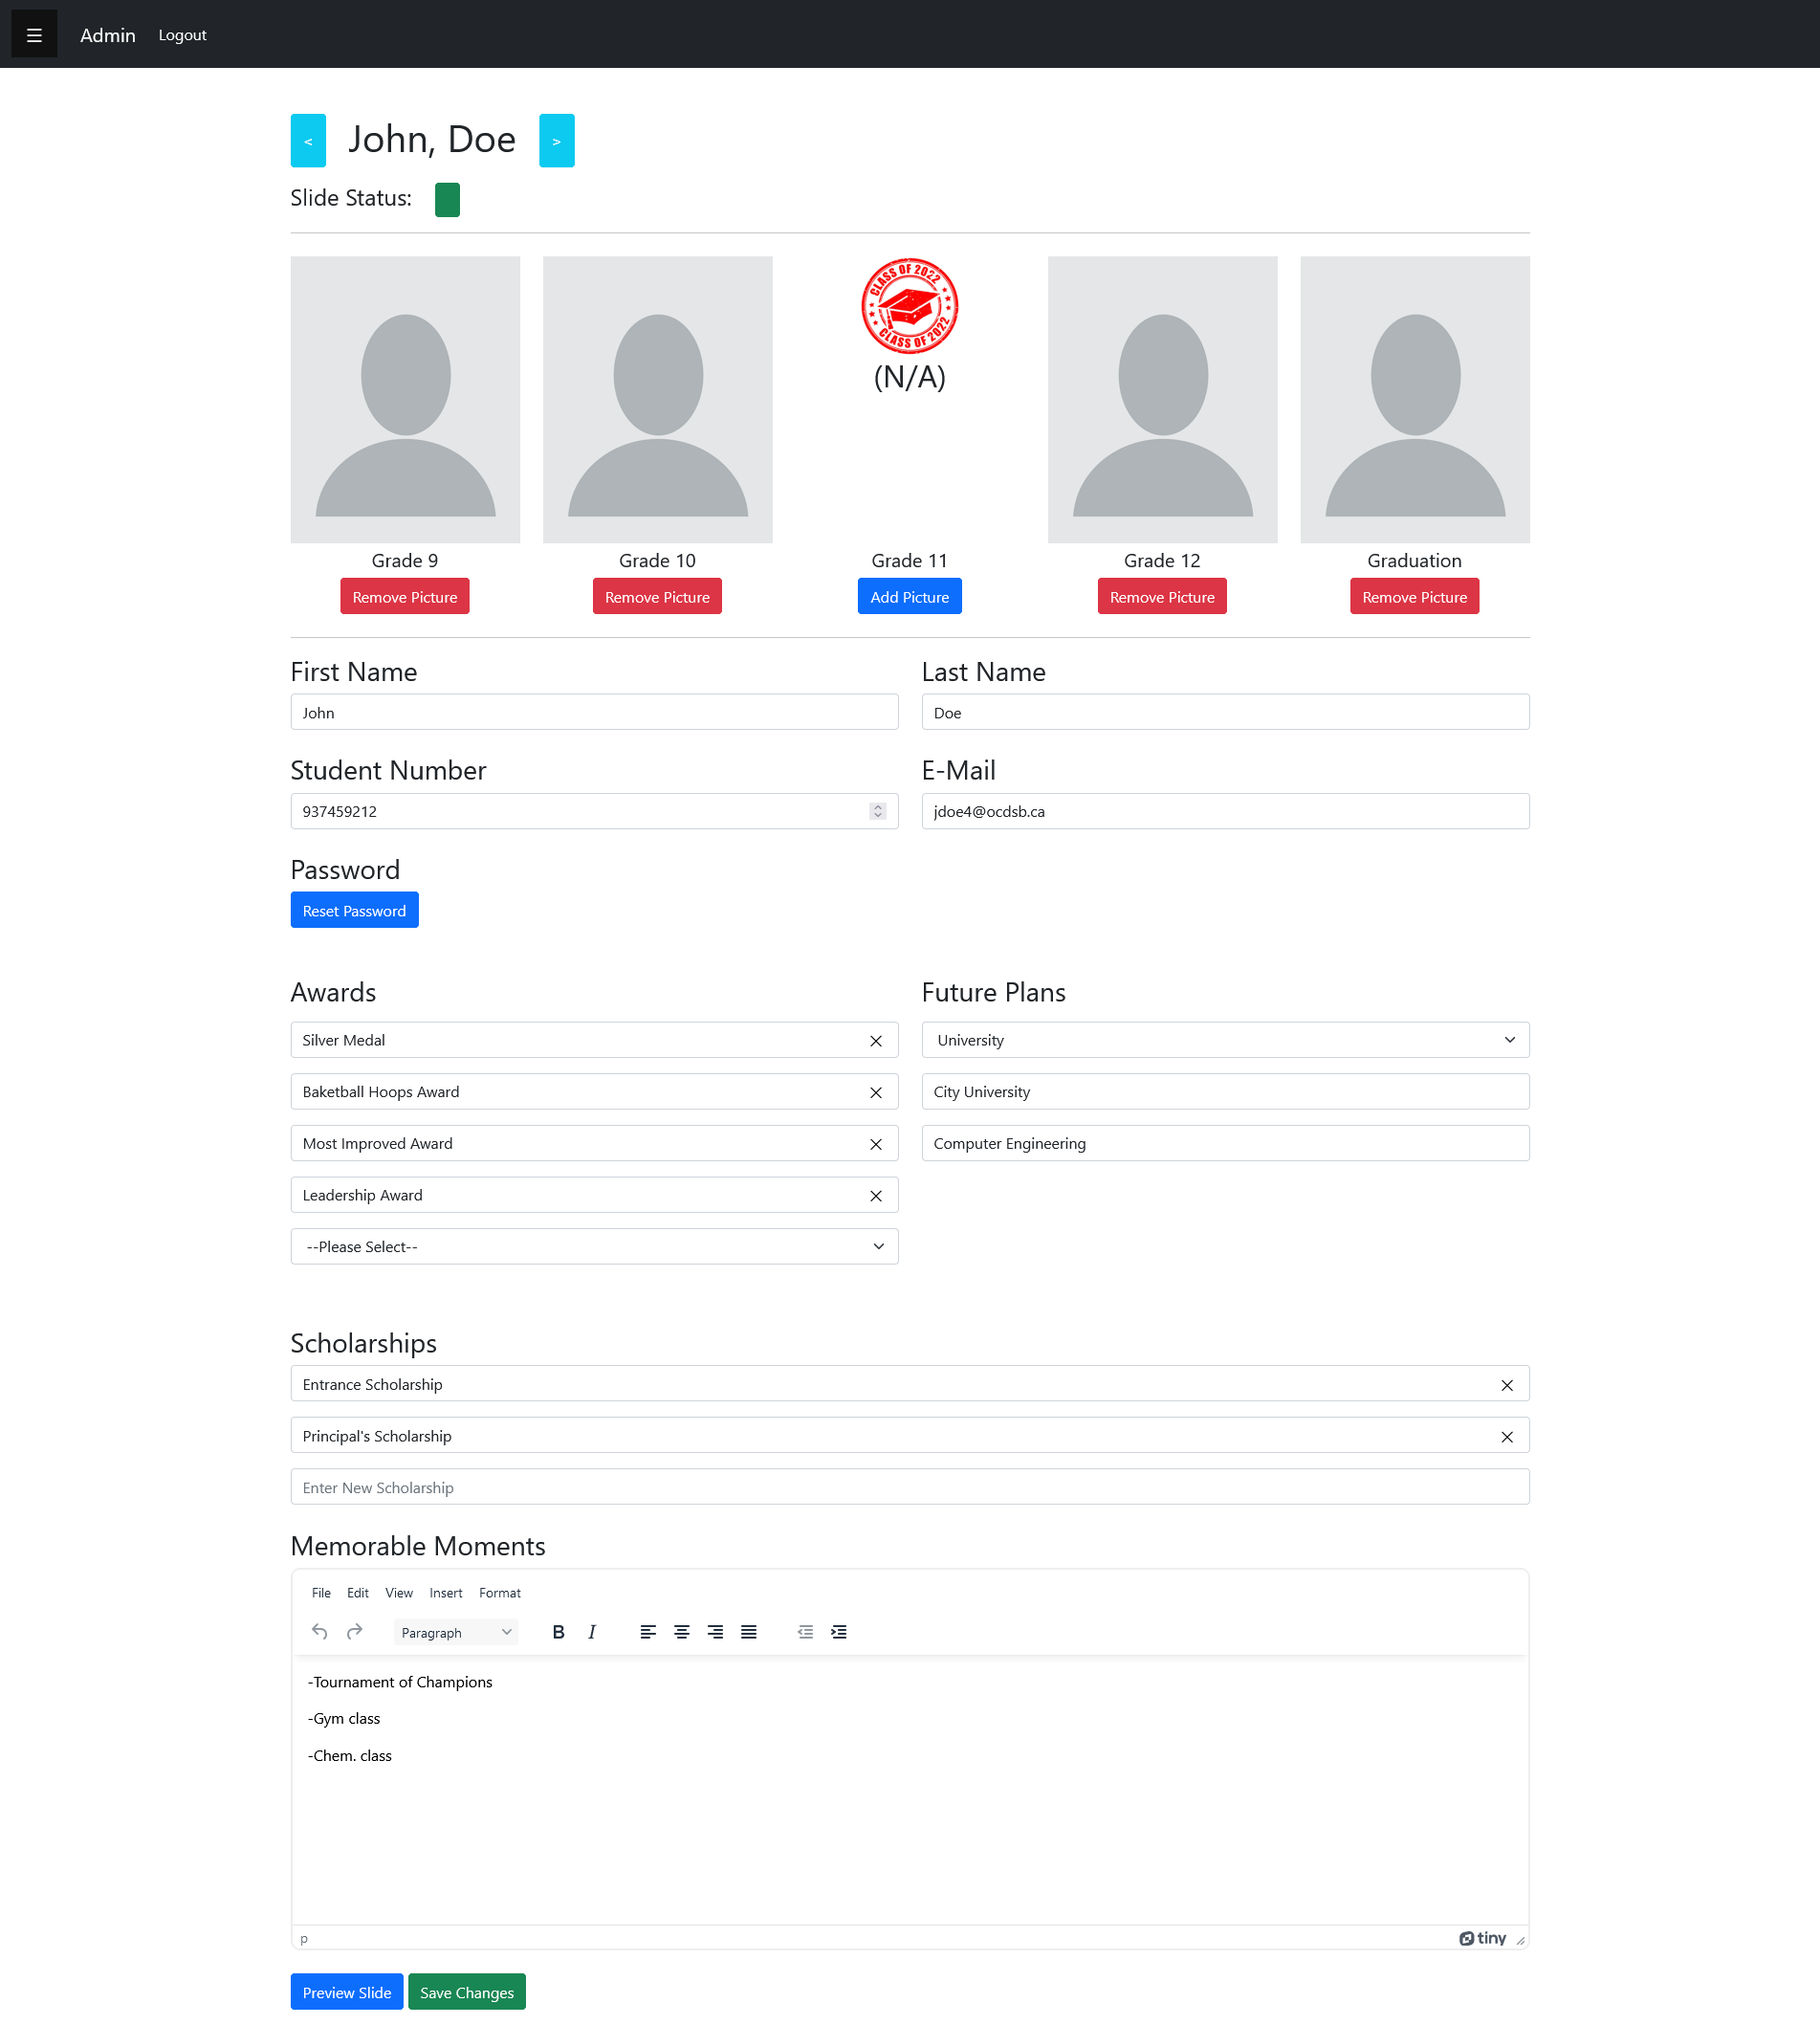 ☰ Admin Logout
< John, Doe >
Slide Status:
CLASS OF 2022
CLASS OF 2022
(N/A)
Grade 9 Grade 10 Grade 11 Grade 12 Graduation
Remove Picture Remove Picture Add Picture Remove Picture Remove Picture
First Name Last Name
John Doe
Student Number E-Mail
937459212 jdoe4@ocdsb.ca
Password
Reset Password
Awards Future Plans
Silver Medal University
Baketball Hoops Award City University
Most Improved Award Computer Engineering
Leadership Award
--Please Select--
Scholarships
Entrance Scholarship
Principal's Scholarship
Enter New Scholarship
Memorable Moments
File Edit View Insert Format
Paragraph B I
-Tournament of Champions
-Gym class
-Chem. class
p tiny
Preview Slide Save Changes